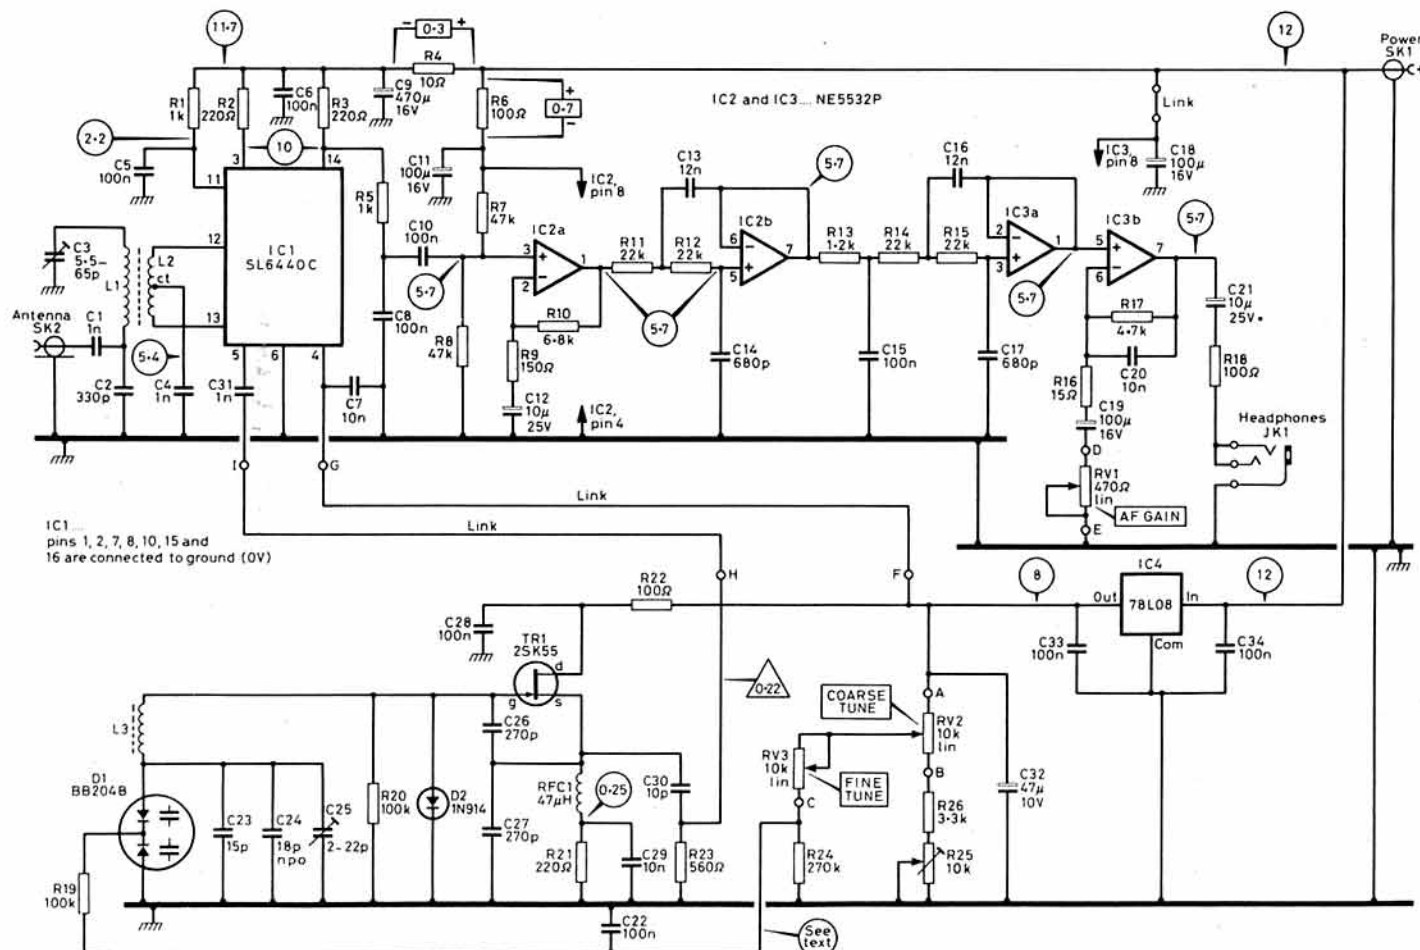 11·7
- 0·3 +
R4
10Ω
12
Power
SK1
+
R1
1k
R2
220Ω
C6
100n
R3
220Ω
C9
470µ
16V
R6
100Ω
+
0·7
-
IC2 and IC3.... NE5532P
Link
IC3,
pin 8
C18
100µ
16V
2·2
C5
100n
3
10
14
11
C11
100µ
16V
IC2,
pin 8
C13
12n
5·7
C16
12n
R5
1k
R7
47k
IC1
SL6440C
12
13
5
6
4
C3
5·5-
65p
L1
L2
ct
C10
100n
5·7
IC2a
3
+
-
2
1
R11
22k
R12
22k
IC2b
6
-
5
+
7
R13
1·2k
R14
22k
R15
22k
IC3a
2
-
3
+
1
5·7
IC3b
5
+
6
-
7
5·7
Antenna
SK2
C1
1n
5·4
C2
330p
C4
1n
C31
1n
C7
10n
C8
100n
R8
47k
R10
6·8k
R9
150Ω
C12
10µ
25V
IC2,
pin 4
5·7
C14
680p
C15
100n
C17
680p
R17
4·7k
C20
10n
R16
15Ω
C19
100µ
16V
C21
10µ
25V
R18
100Ω
Headphones
JK1
D
RV1
470Ω
lin
AF GAIN
E
I
G
Link
Link
IC1....
pins 1, 2, 7, 8, 10, 15 and
16 are connected to ground (0V)
H
F
R22
100Ω
8
IC4
Out
78L08
In
Com
12
C28
100n
TR1
2SK55
d
g
s
0·22
C33
100n
C34
100n
L3
C26
270p
COARSE
TUNE
A
RV2
10k
lin
B
RV3
10k
lin
FINE
TUNE
C
C32
47µ
10V
D1
BB204B
C23
15p
C24
18p
npo
C25
2-22p
R20
100k
D2
1N914
C27
270p
RFC1
47µH
0·25
C30
10p
R21
220Ω
C29
10n
R23
560Ω
R24
270k
R26
3·3k
R25
10k
R19
100k
C22
100n
See
text